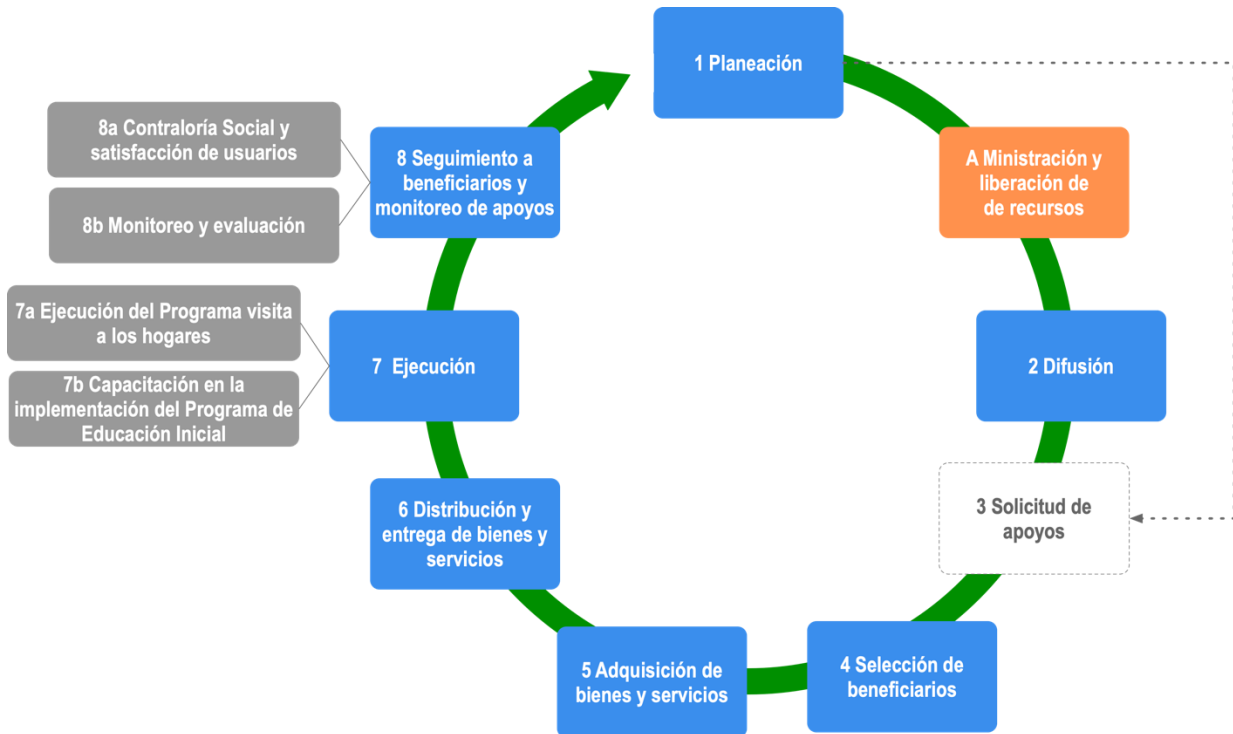 1 Planeación
A Ministración y
liberación de
de recursos
2 Difusión
3 Solicitud de
apoyos
4 Selección de
beneficiarios
5 Adquisición de
bienes y servicios
6 Distribución y
entrega de bienes y
servicios
7 Ejecución
7a Ejecución del Programa visita
a los hogares
7b Capacitación en la
implementación del Programa de
Educación Inicial
8 Seguimiento a
beneficiarios y
monitoreo de apoyos
8a Contraloría Social y
satisfacción de usuarios
8b Monitoreo y evaluación